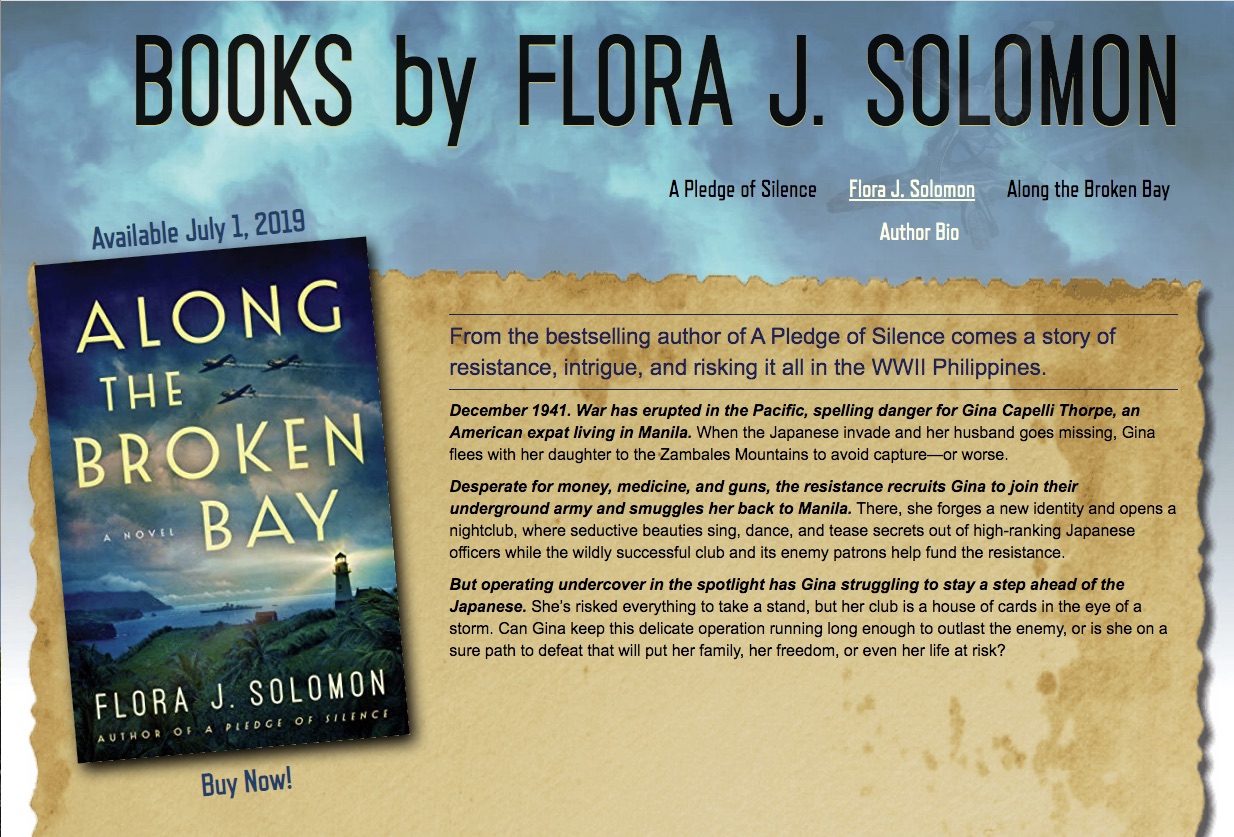 BOOKS by FLORA J. SOLOMON
A Pledge of Silence Flora J. Solomon Along the Broken Bay
Author Bio
Available July 1, 2019
ALONG
THE
BROKEN
BAY
A NOVEL
FLORA J. SOLOMON
AUTHOR OF A PLEDGE OF SILENCE
Buy Now!
From the bestselling author of A Pledge of Silence comes a story of
resistance, intrigue, and risking it all in the WWII Philippines.
December 1941. War has erupted in the Pacific, spelling danger for Gina Capelli Thorpe, an
American expat living in Manila. When the Japanese invade and her husband goes missing, Gina
flees with her daughter to the Zambales Mountains to avoid capture—or worse.
Desperate for money, medicine, and guns, the resistance recruits Gina to join their
underground army and smuggles her back to Manila. There, she forges a new identity and opens a
nightclub, where seductive beauties sing, dance, and tease secrets out of high-ranking Japanese
officers while the wildly successful club and its enemy patrons help fund the resistance.
But operating undercover in the spotlight has Gina struggling to stay a step ahead of the
Japanese. She's risked everything to take a stand, but her club is a house of cards in the eye of a
storm. Can Gina keep this delicate operation running long enough to outlast the enemy, or is she on a
sure path to defeat that will put her family, her freedom, or even her life at risk?